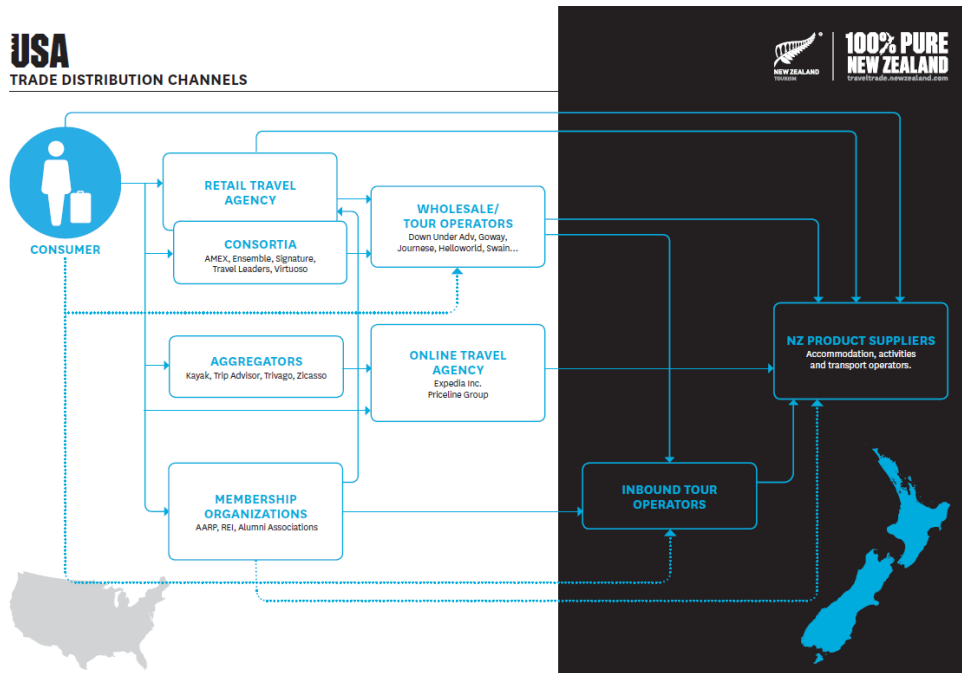 USA
TRADE DISTRIBUTION CHANNELS
NEW ZEALAND
TOURISM
100% PURE
NEW ZEALAND
traveltrade.newzealand.com
CONSUMER
RETAIL TRAVEL
AGENCY
CONSORTIA
AMEX, Ensemble, Signature,
Travel Leaders, Virtuoso
WHOLESALE/
TOUR OPERATORS
Down Under Adv, Goway,
Journese, Helloworld, Swain...
AGGREGATORS
Kayak, Trip Advisor, Trivago, Zicasso
ONLINE TRAVEL
AGENCY
Expedia Inc.
Priceline Group
NZ PRODUCT SUPPLIERS
Accommodation, activities
and transport operators.
MEMBERSHIP
ORGANIZATIONS
AARP, REI, Alumni Associations
INBOUND TOUR
OPERATORS